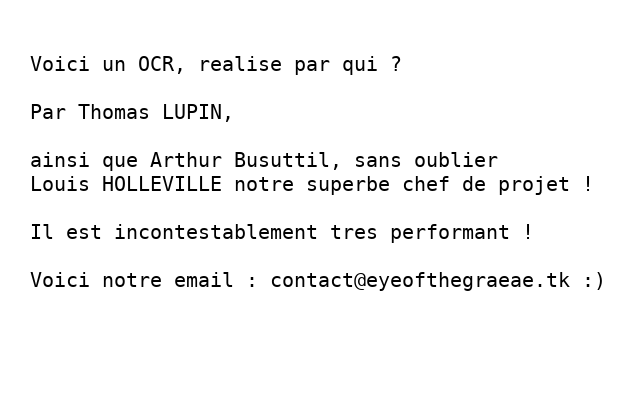 Voici un OCR, realise par qui ?
Par Thomas LUPIN,
ainsi que Arthur Busuttil, sans oublier
Louis HOLLEVILLE notre superbe chef de projet !
Il est incontestablement tres performant !
Voici notre email : contact@eyeofthegraeae.tk :)